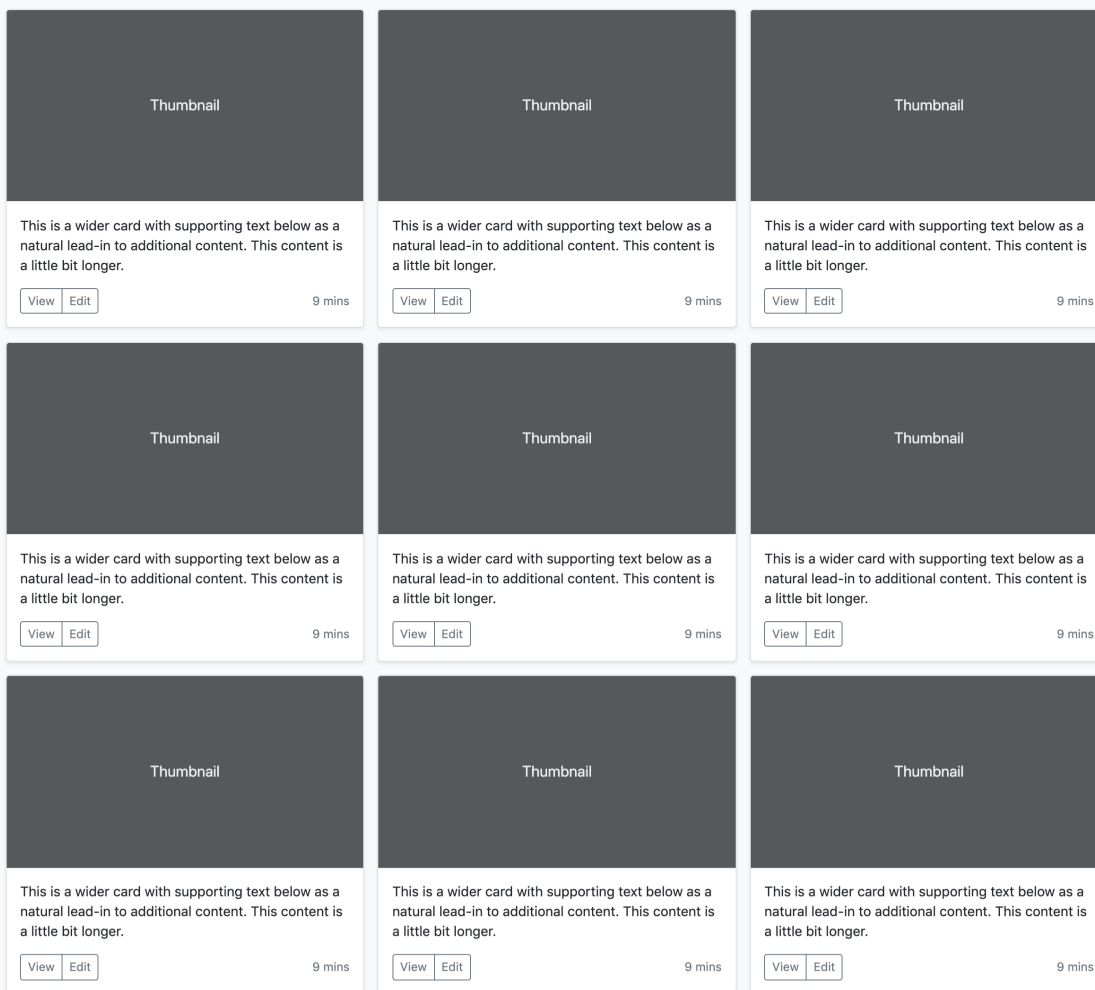 Thumbnail Thumbnail Thumbnail
This is a wider card with supporting text below as a
natural lead-in to additional content. This content is
a little bit longer.
View Edit 9 mins
This is a wider card with supporting text below as a
natural lead-in to additional content. This content is
a little bit longer.
View Edit 9 mins
This is a wider card with supporting text below as a
natural lead-in to additional content. This content is
a little bit longer.
View Edit 9 mins
Thumbnail Thumbnail Thumbnail
This is a wider card with supporting text below as a
natural lead-in to additional content. This content is
a little bit longer.
View Edit 9 mins
This is a wider card with supporting text below as a
natural lead-in to additional content. This content is
a little bit longer.
View Edit 9 mins
This is a wider card with supporting text below as a
natural lead-in to additional content. This content is
a little bit longer.
View Edit 9 mins
Thumbnail Thumbnail Thumbnail
This is a wider card with supporting text below as a
natural lead-in to additional content. This content is
a little bit longer.
View Edit 9 mins
This is a wider card with supporting text below as a
natural lead-in to additional content. This content is
a little bit longer.
View Edit 9 mins
This is a wider card with supporting text below as a
natural lead-in to additional content. This content is
a little bit longer.
View Edit 9 mins